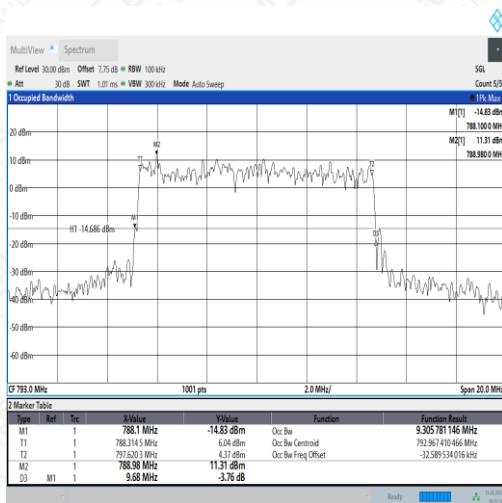 MultiView Spectrum
Ref Level 30.00 dBm Offset 7.75 dB RBW 100 kHz SGL
Att 30 dB SWT 1.01 ms VBW 300 kHz Mode Auto Sweep Count 5/5
1 Occupied Bandwidth 1Pk Max
M1[1] -14.83 dBm
788.100 0 MH
M2[1] 11.31 dBm
788.980 0 MH
20 dBm
M2
10 dBm
T1
T2
0 dBm
-10 dBm
M
H1 -14.686 dBm
D3
-20 dBm
-30 dBm
-40 dBm
-50 dBm
-60 dBm
CF 793.0 MHz 1001 pts 2.0 MHz/ Span 20.0 MHz
2 Marker Table
Type Ref Trc X-Value Y-Value Function Function Result
M1 1 788.1 MHz -14.83 dBm Occ Bw 9.305 781 146 MHz
T1 1 788.314 5 MHz 6.04 dBm Occ Bw Centroid 792.967 410 466 MHz
T2 1 797.620 3 MHz 4.37 dBm Occ Bw Freq Offset -32.589 534 016 kHz
M2 1 788.98 MHz 11.31 dBm
D3 M1 1 9.68 MHz -3.76 dB
Ready